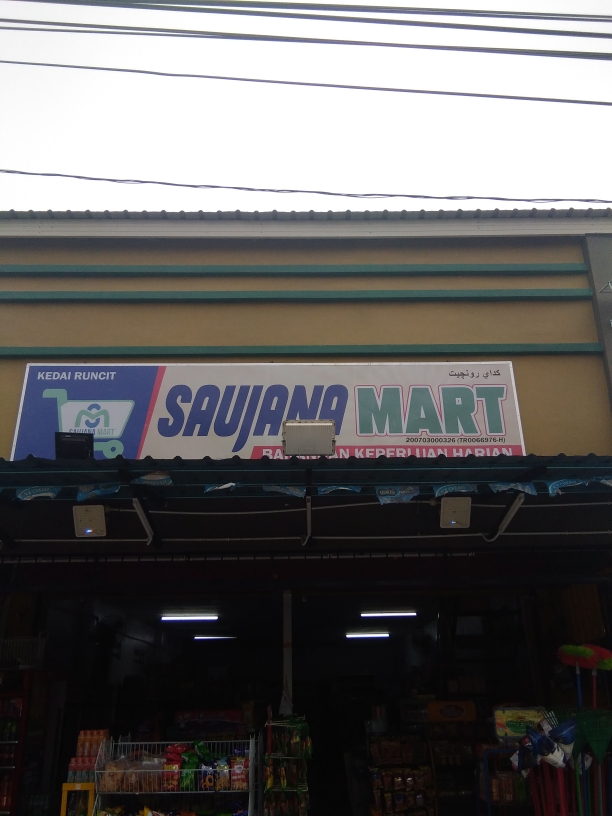 KEDAI RUNCIT
كداي رونچيت
SAUJANA MART
SAUJANA MART
200703000326 (TR0066976-H)
KEPERLUAN HARIAN